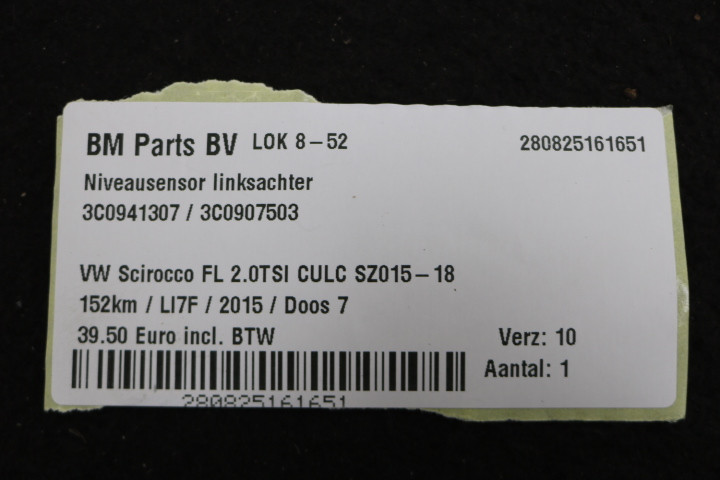 BM Parts BV LOK 8-52 280825161651
Niveausensor linksachter
3C0941307 / 3C0907503
VW Scirocco FL 2.0TSI CULC SZ015-18
152km / LI7F / 2015 / Doos 7
39.50 Euro incl. BTW Verz: 10
Aantal: 1
280825161651